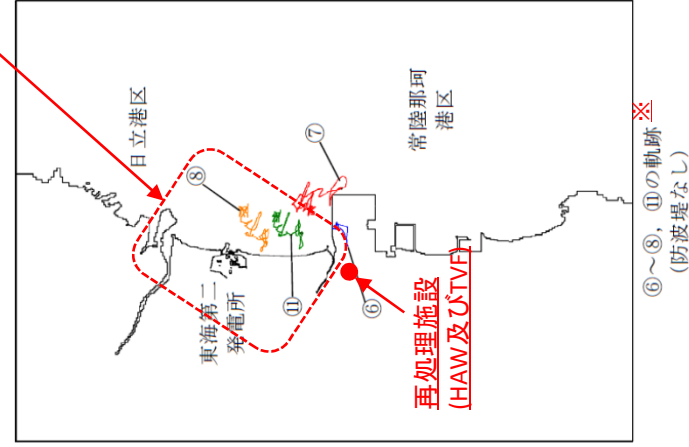 日立港区
常陸那珂
港区
⑧
⑦
東海第二
発電所
⑪
⑥
再処理施設
(HAW及びTVF)
⑥～⑧，⑪の軌跡※
(防波堤なし)